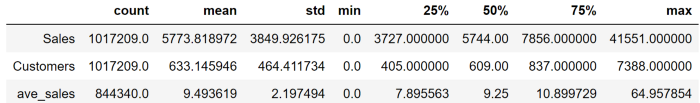 count mean std min 25% 50% 75% max
Sales 1017209.0 5773.818972 3849.926175 0.0 3727.000000 5744.00 7856.000000 41551.000000
Customers 1017209.0 633.145946 464.411734 0.0 405.000000 609.00 837.000000 7388.000000
ave_sales 844340.0 9.493619 2.197494 0.0 7.895563 9.25 10.899729 64.957854